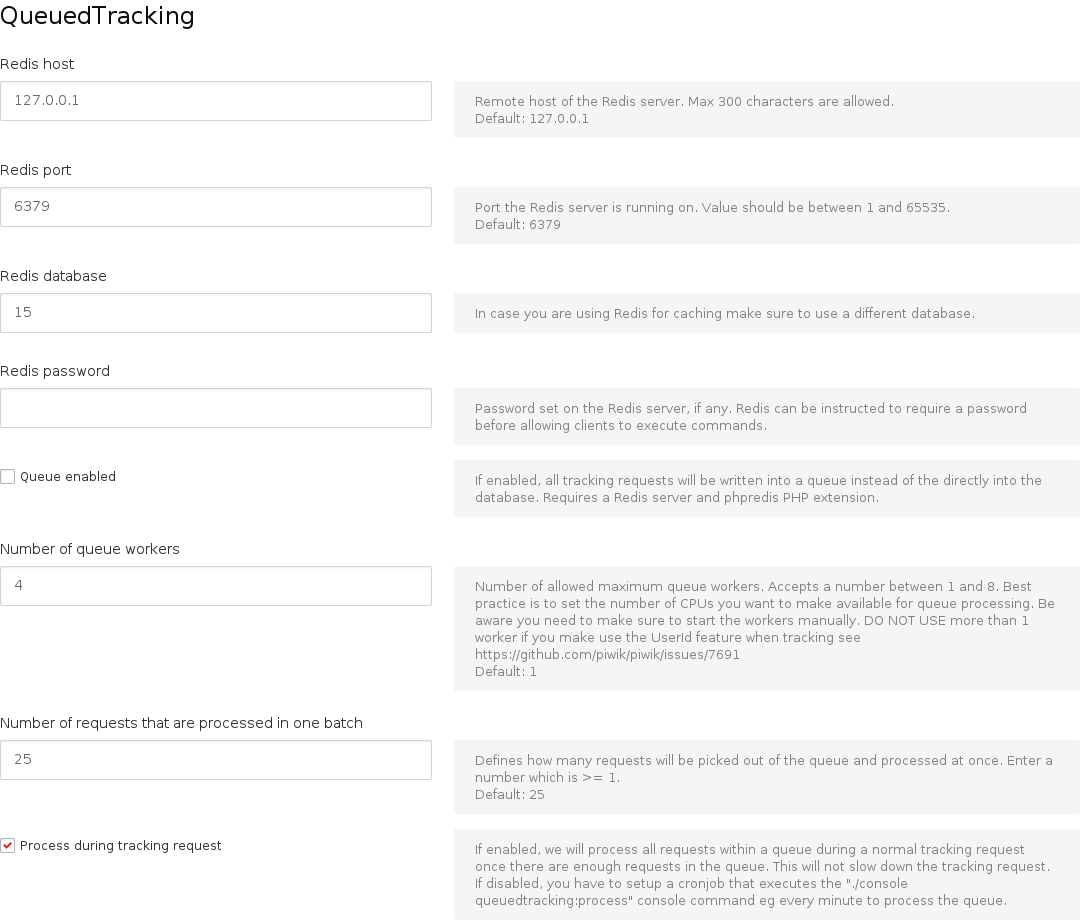 QueuedTracking
Redis host
127.0.0.1
Remote host of the Redis server. Max 300 characters are allowed.
Default: 127.0.0.1
Redis port
6379
Port the Redis server is running on. Value should be between 1 and 65535.
Default: 6379
Redis database
15
In case you are using Redis for caching make sure to use a different database.
Redis password
Password set on the Redis server, if any. Redis can be instructed to require a password
before allowing clients to execute commands.
Queue enabled
If enabled, all tracking requests will be written into a queue instead of the directly into the
database. Requires a Redis server and phpredis PHP extension.
Number of queue workers
4
Number of allowed maximum queue workers. Accepts a number between 1 and 8. Best
practice is to set the number of CPUs you want to make available for queue processing. Be
aware you need to make sure to start the workers manually. DO NOT USE more than 1
worker if you make use the UserId feature when tracking see
https://github.com/piwik/piwik/issues/7691
Default: 1
Number of requests that are processed in one batch
25
Defines how many requests will be picked out of the queue and processed at once. Enter a
number which is >= 1.
Default: 25
Process during tracking request
If enabled, we will process all requests within a queue during a normal tracking request
once there are enough requests in the queue. This will not slow down the tracking request.
If disabled, you have to setup a cronjob that executes the "./console
queuedtracking:process" console command eg every minute to process the queue.